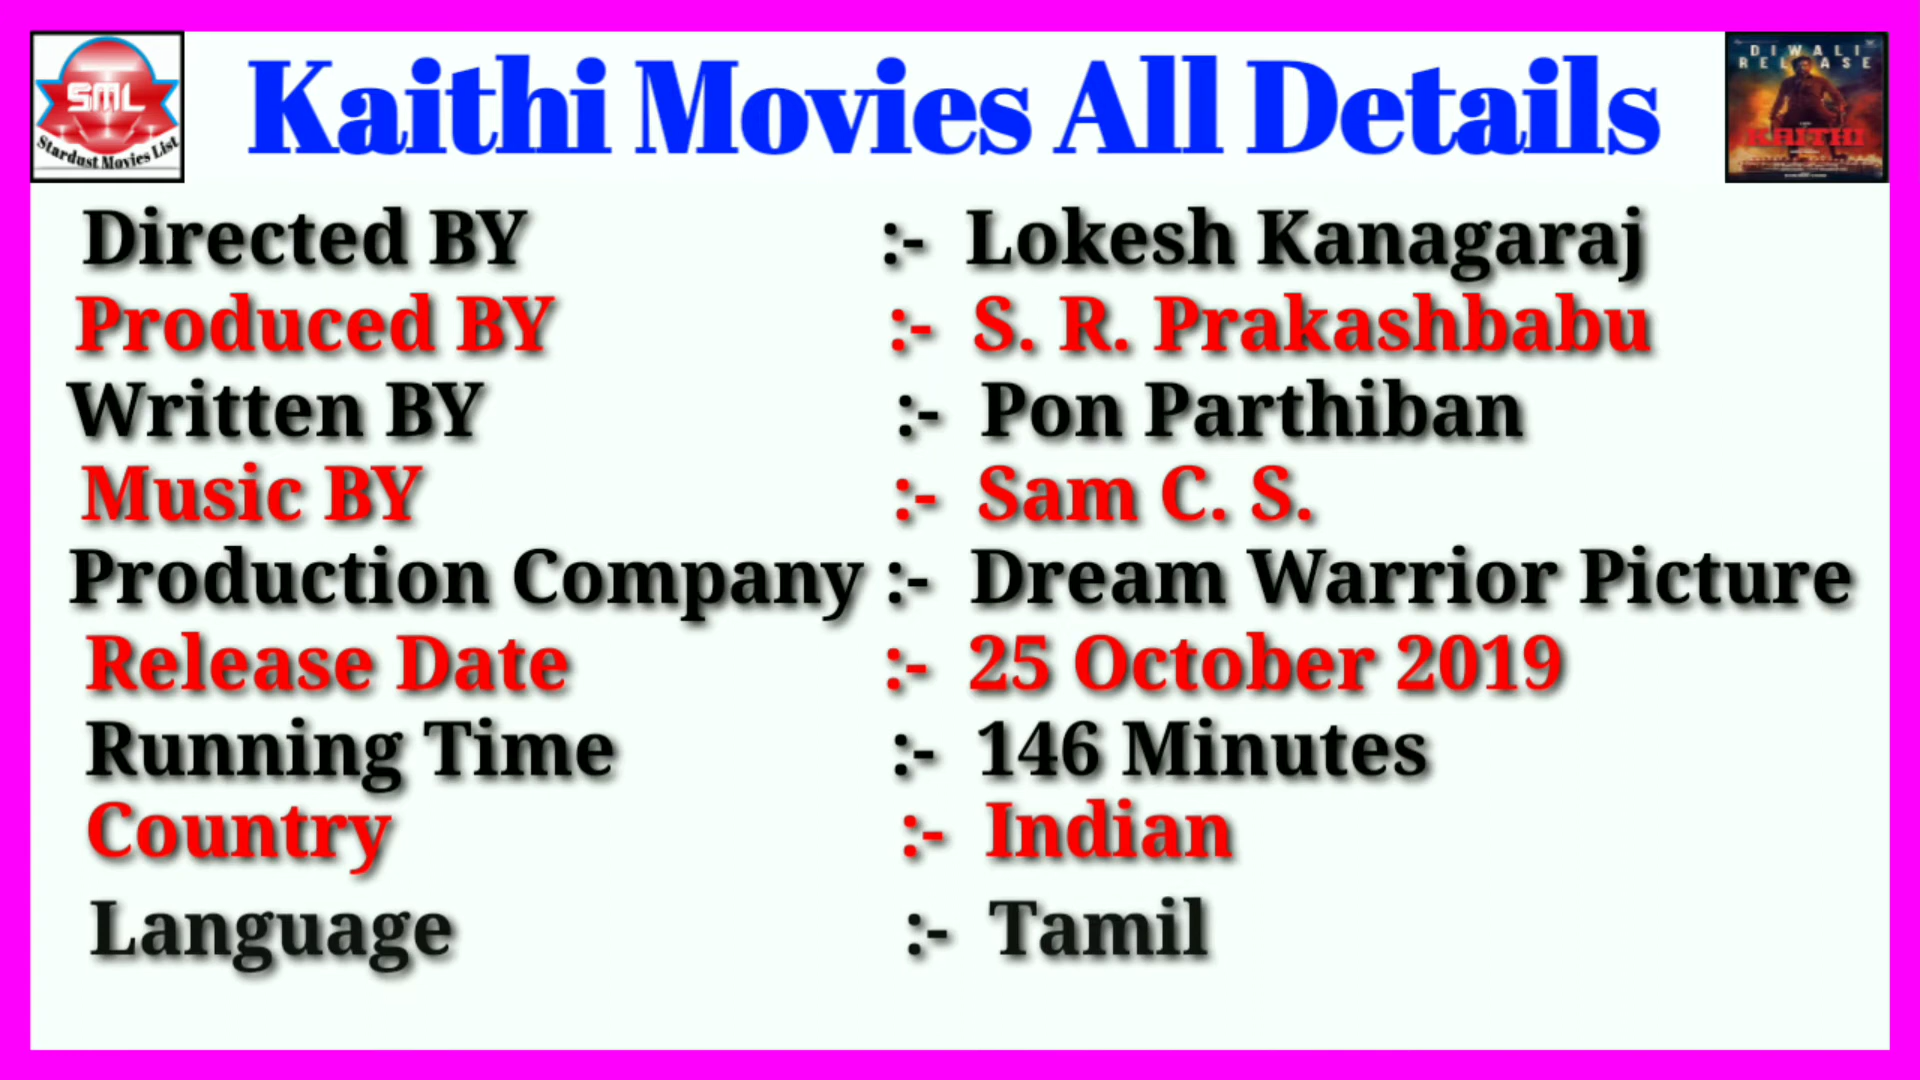 SML
Stardust Movies List
Kaithi Movies All Details
DIWALI
RELEASE
KAITHI
Directed BY :- Lokesh Kanagaraj
Produced BY :- S. R. Prakashbabu
Written BY :- Pon Parthiban
Music BY :- Sam C. S.
Production Company :- Dream Warrior Picture
Release Date :- 25 October 2019
Running Time :- 146 Minutes
Country :- Indian
Language :- Tamil